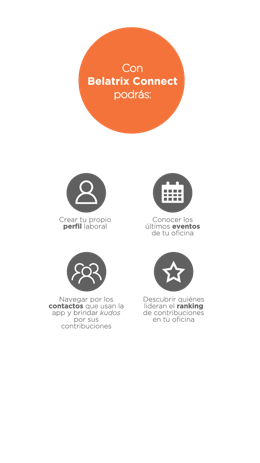 Con
Belatrix Connect
podrás:
Crear tu propio
perfil laboral
Conocer los
últimos eventos
de tu oficina
Navegar por los
contactos que usan la
app y brindar kudos
por sus
contribuciones
Descubrir quiénes
lideran el ranking
de contribuciones
en tu oficina